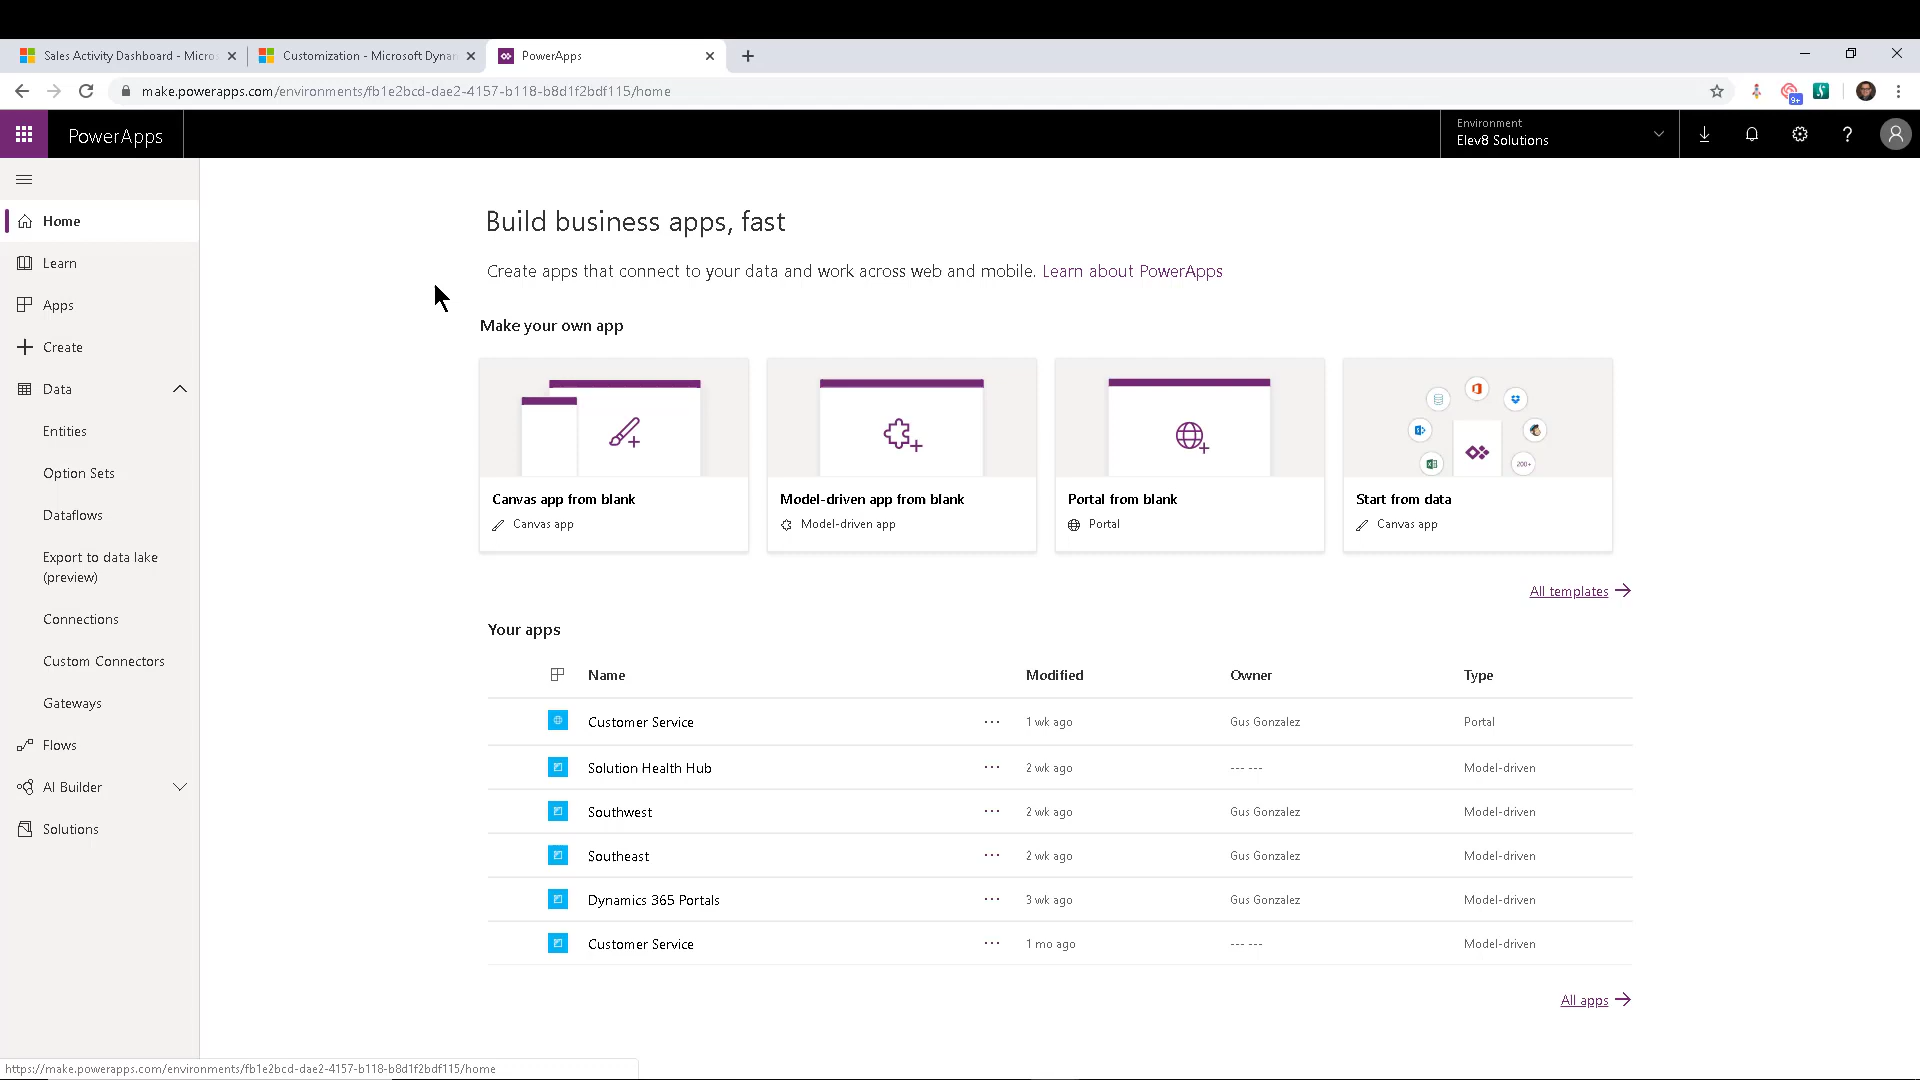 Sales Activity Dashboard - Micro
Customization - Microsoft Dynan
PowerApps
make.powerapps.com/environments/fb1e2bcd-dae2-4157-b118-b8d1f2bdf115/home
9+
PowerApps
Environment
Elev8 Solutions
?
Home
Learn
Apps
Create
Data
Entities
Option Sets
Dataflows
Export to data lake
(preview)
Connections
Custom Connectors
Gateways
Flows
AI Builder
Solutions
Build business apps, fast
Create apps that connect to your data and work across web and mobile. Learn about PowerApps
Make your own app
200+
Canvas app from blank
Canvas app
Model-driven app from blank
Model-driven app
Portal from blank
Portal
Start from data
Canvas app
All templates
Your apps
Name Modified Owner Type
Customer Service ... 1 wk ago Gus Gonzalez Portal
Solution Health Hub ... 2 wk ago --- --- Model-driven
Southwest ... 2 wk ago Gus Gonzalez Model-driven
Southeast ... 2 wk ago Gus Gonzalez Model-driven
Dynamics 365 Portals ... 3 wk ago Gus Gonzalez Model-driven
Customer Service ... 1 mo ago --- --- Model-driven
All apps
https://make.powerapps.com/environments/fb1e2bcd-dae2-4157-b118-b8d1f2bdf115/home